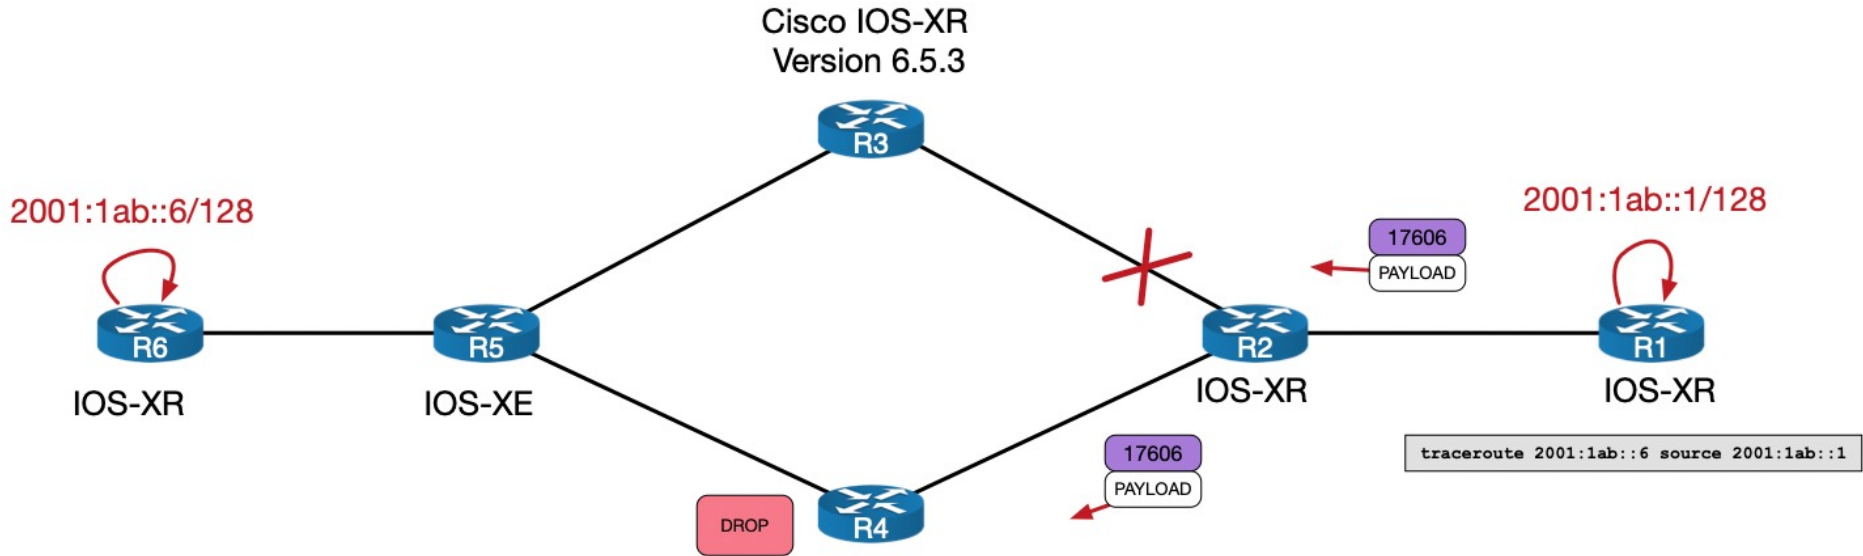 Cisco IOS-XR
Version 6.5.3
R3
2001:1ab::6/128
2001:1ab::1/128
17606
PAYLOAD
R6
R5
R2
R1
IOS-XR
IOS-XE
IOS-XR
IOS-XR
17606
PAYLOAD
traceroute 2001:1ab::6 source 2001:1ab::1
DROP
R4